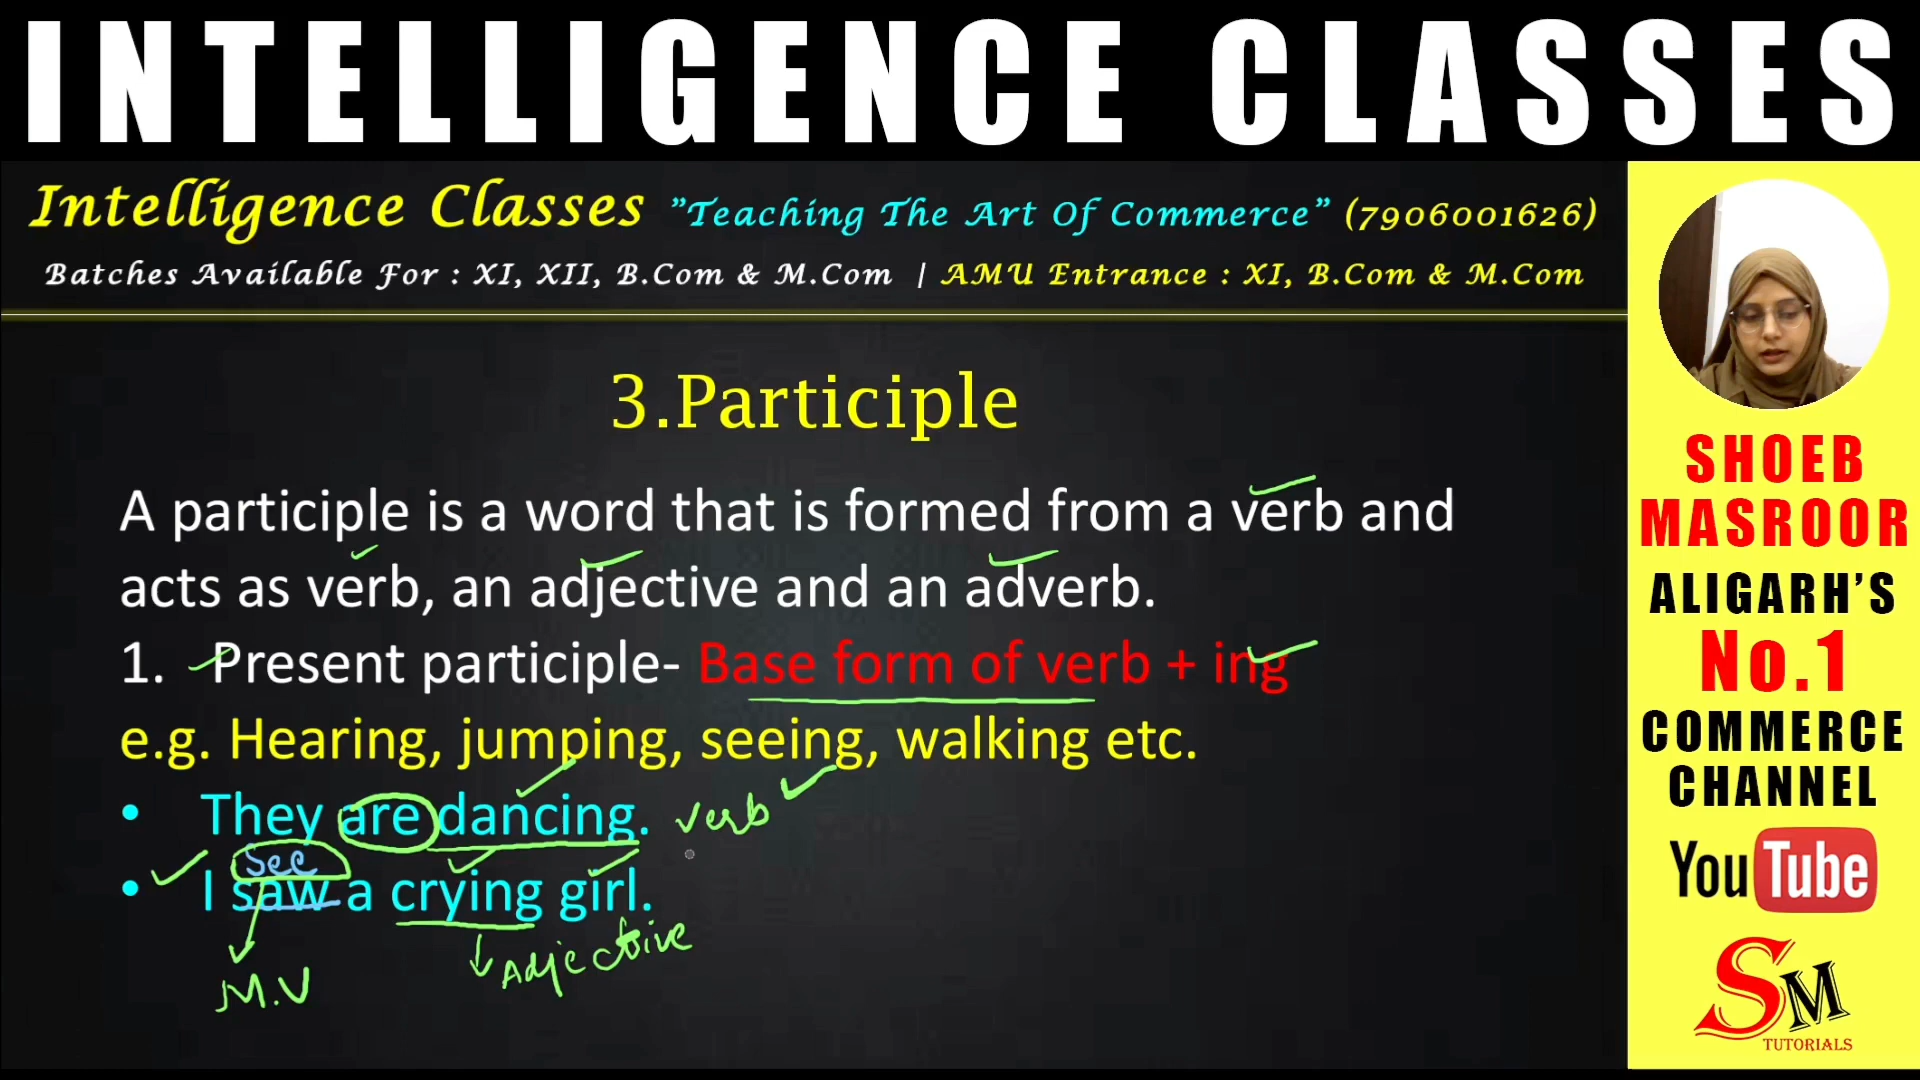 INTELLIGENCE CLASSES
Intelligence Classes "Teaching The Art Of Commerce" (7906001626)
Batches Available For : XI, XII, B.Com & M.Com | AMU Entrance : XI, B.Com & M.Com
3.Participle
A participle is a word that is formed from a verb and
acts as verb, an adjective and an adverb.
1. Present participle- Base form of verb + ing
e.g. Hearing, jumping, seeing, walking etc.
• They are dancing. verb
See
• I saw a crying girl.
Adjective
M.V
SHOEB
MASROOR
ALIGARH'S
No.1
COMMERCE
CHANNEL
YouTube
SM
TUTORIALS